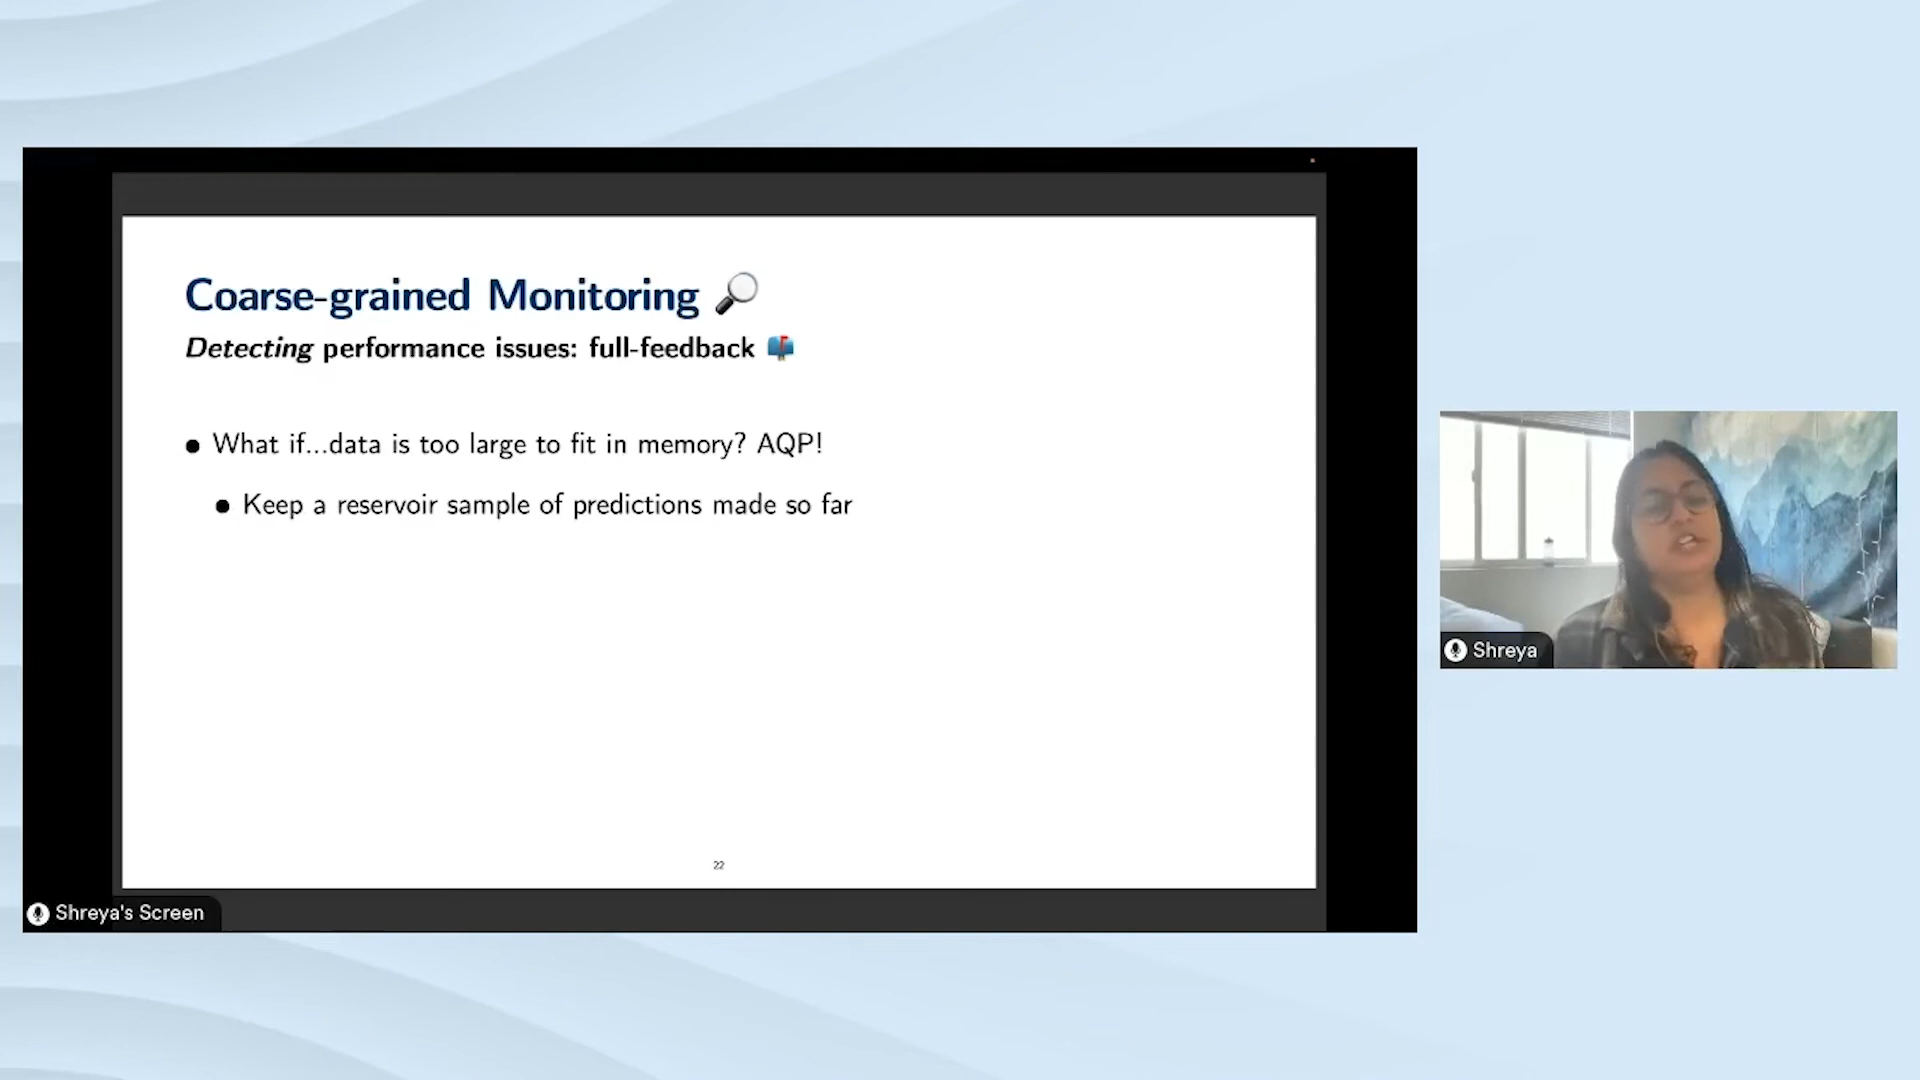 Coarse-grained Monitoring
Detecting performance issues: full-feedback
● What if...data is too large to fit in memory? AQP!
● Keep a reservoir sample of predictions made so far
22
Shreya's Screen
Shreya